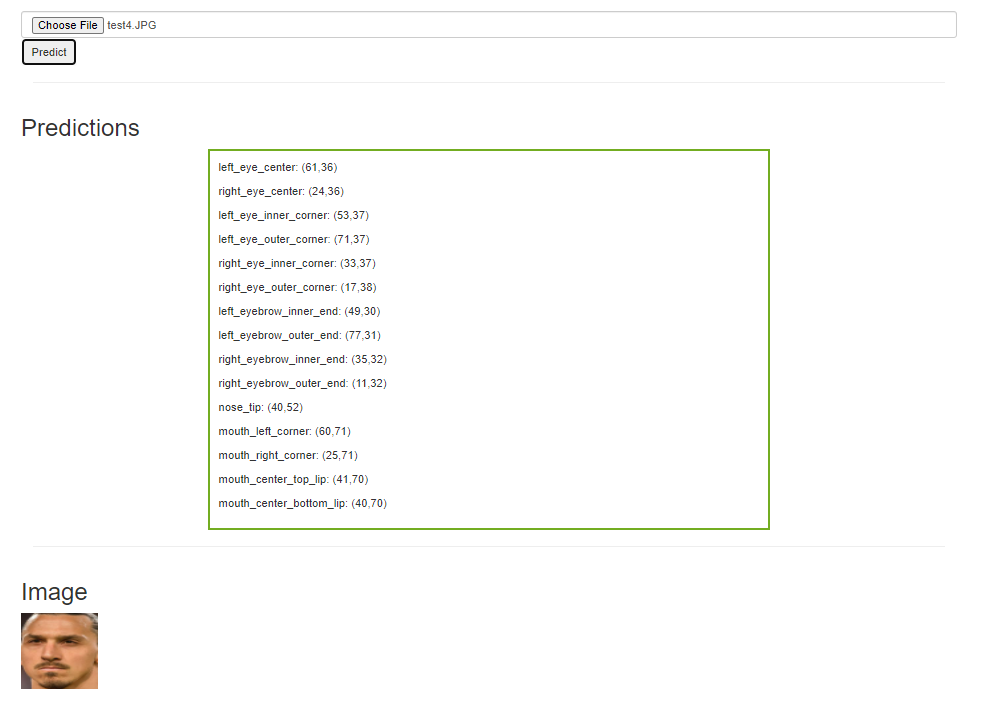 Choose File test4.JPG
Predict
Predictions
left_eye_center: (61,36)
right_eye_center: (24,36)
left_eye_inner_corner: (53,37)
left_eye_outer_corner: (71,37)
right_eye_inner_corner: (33,37)
right_eye_outer_corner: (17,38)
left_eyebrow_inner_end: (49,30)
left_eyebrow_outer_end: (77,31)
right_eyebrow_inner_end: (35,32)
right_eyebrow_outer_end: (11,32)
nose_tip: (40,52)
mouth_left_corner: (60,71)
mouth_right_corner: (25,71)
mouth_center_top_lip: (41,70)
mouth_center_bottom_lip: (40,70)
Image